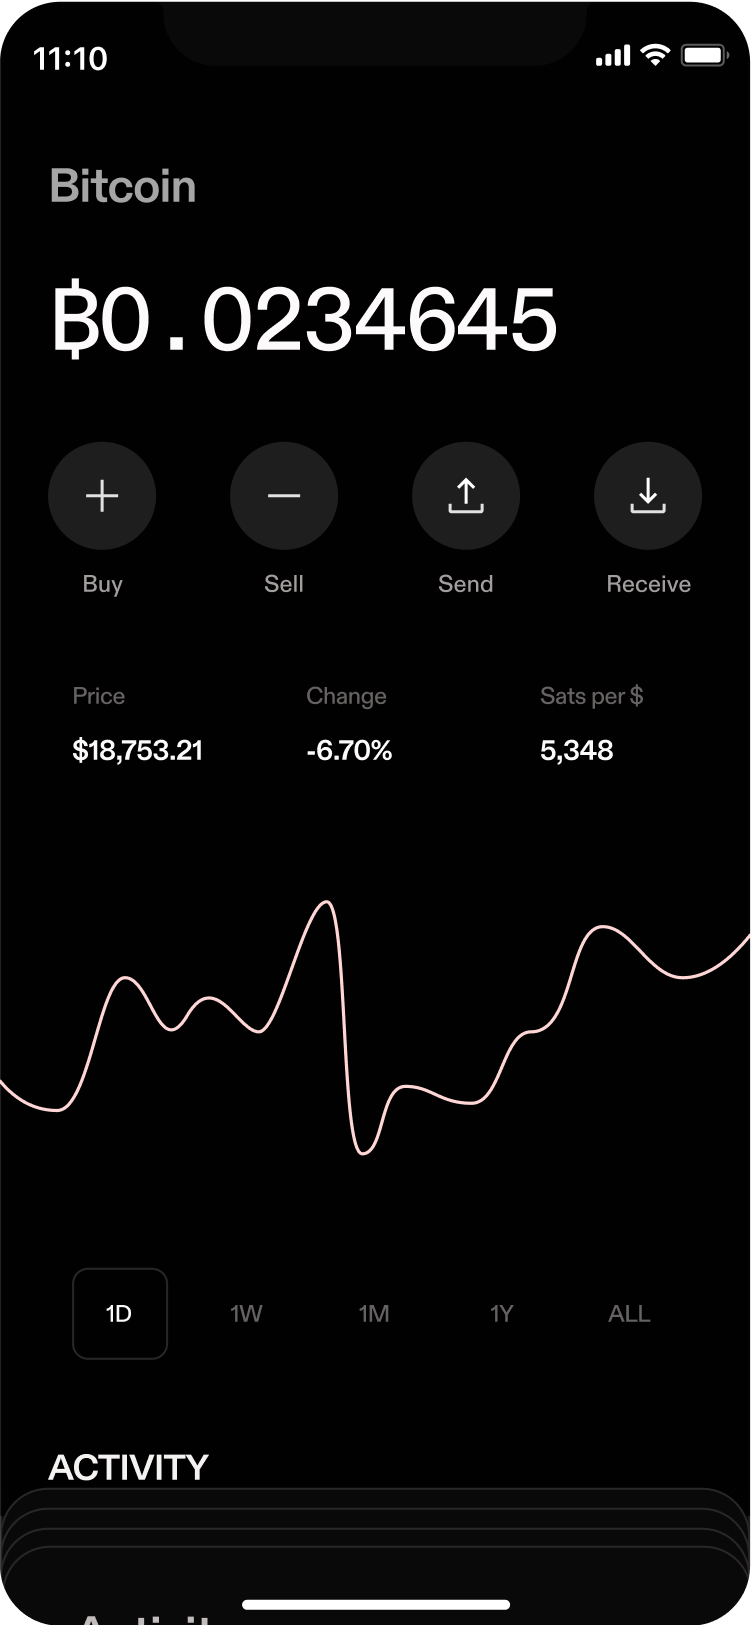 11:10
Bitcoin
₿0.0234645
Buy Sell Send Receive
Price Change Sats per $
$18,753.21 -6.70% 5,348
1D 1W 1M 1Y ALL
ACTIVITY